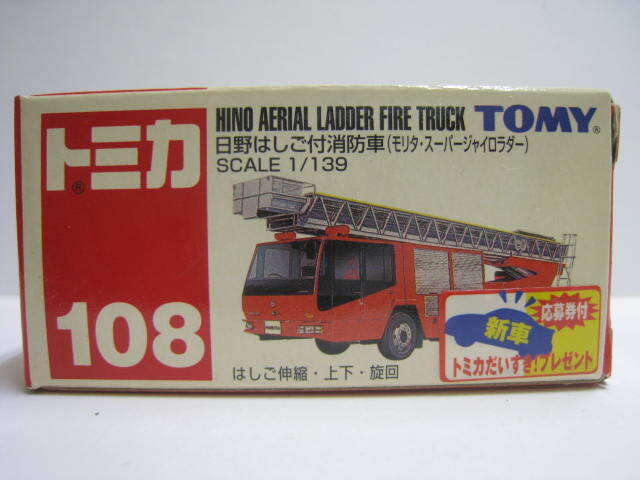 トミカ®
108
HINO AERIAL LADDER FIRE TRUCK TOMY®
日野はしご付消防車(モリタ・スーパージャイロラダー)
SCALE 1/139
はしご伸縮・上下・旋回
新車
応募券付
トミカだいすき!プレゼント